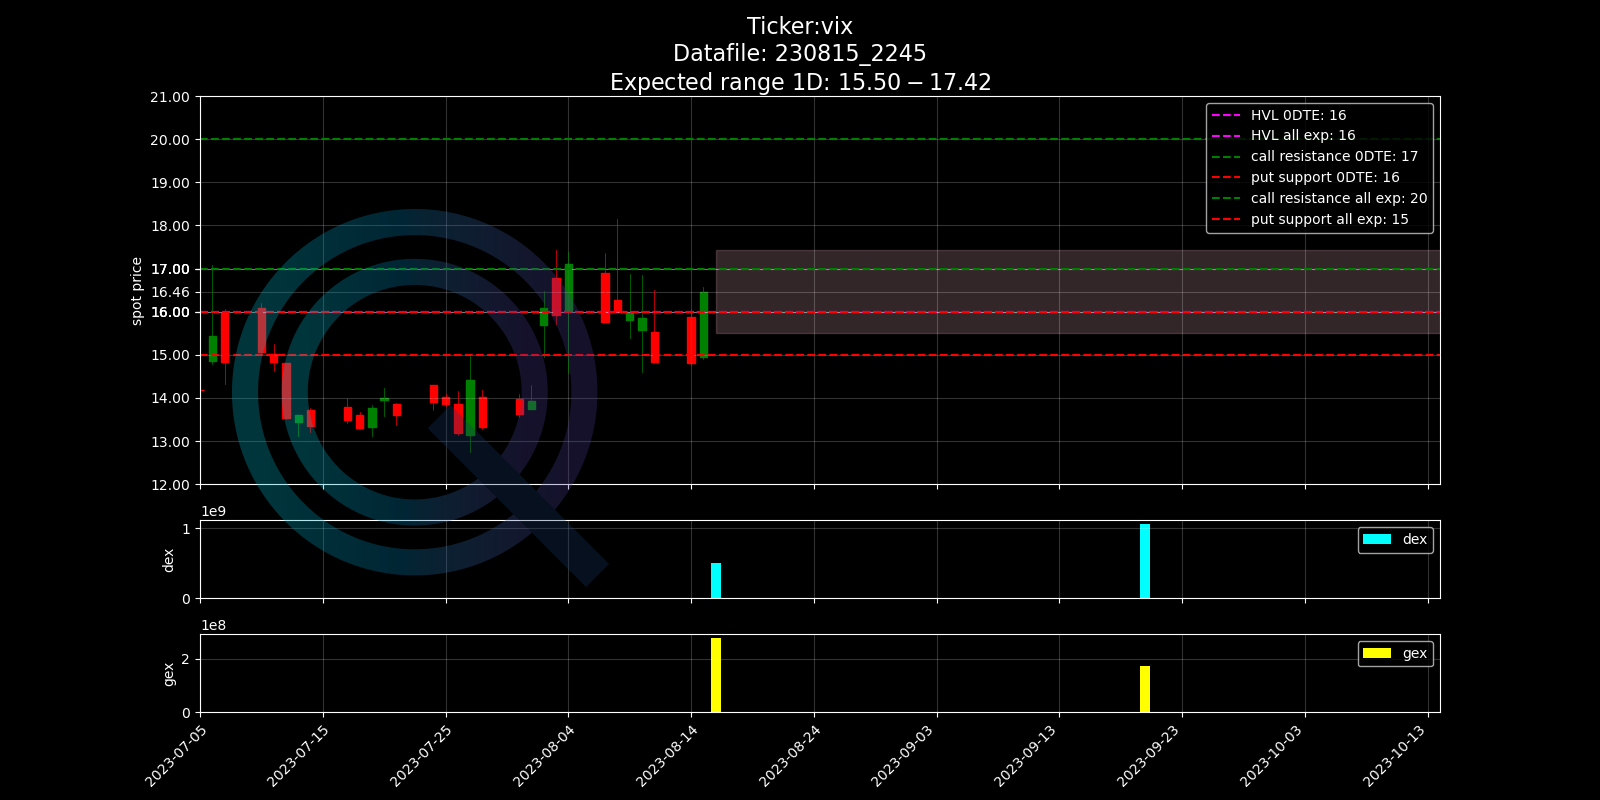 Ticker:vix
Datafile: 230815_2245
Expected range 1D: 15.50 − 17.42
21.00
20.00
19.00
18.00
17.00
16.46
16.00
15.00
14.00
13.00
12.00
spot price
HVL 0DTE: 16
HVL all exp: 16
call resistance 0DTE: 17
put support 0DTE: 16
call resistance all exp: 20
put support all exp: 15
1e9
1
0
dex
dex
1e8
2
0
gex
gex
2023-07-05
2023-07-15
2023-07-25
2023-08-04
2023-08-14
2023-08-24
2023-09-03
2023-09-13
2023-09-23
2023-10-03
2023-10-13